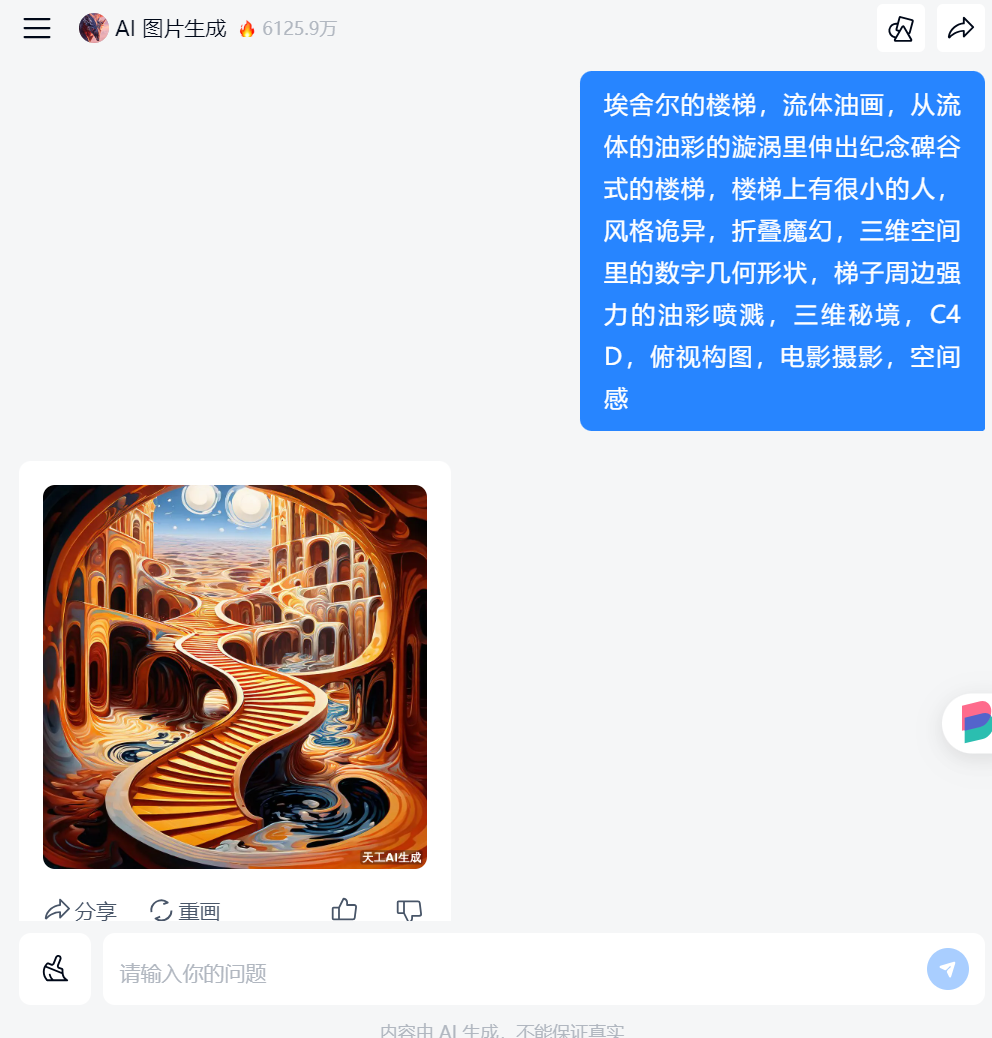 AI 图片生成 6125.9万
埃舍尔的楼梯，流体油画，从流
体的油彩的漩涡里伸出纪念碑谷
式的楼梯，楼梯上有很小的人，
风格诡异，折叠魔幻，三维空间
里的数字几何形状，梯子周边强
力的油彩喷溅，三维秘境，C4
D，俯视构图，电影摄影，空间
感
天工AI生成
分享 重画
请输入你的问题
内容由 AI 生成，不能保证真实